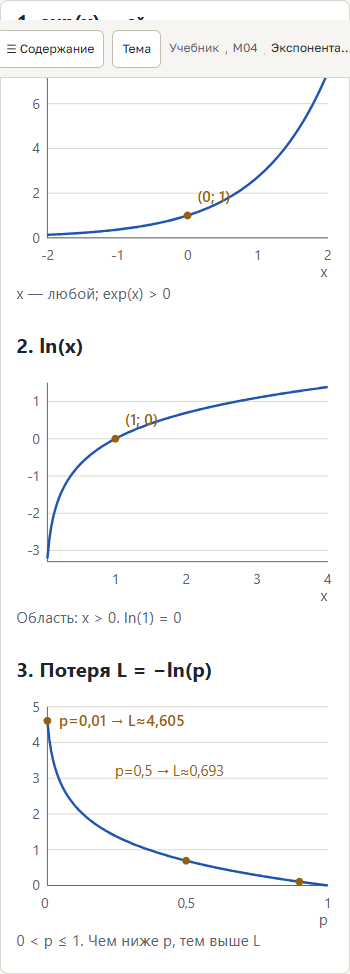 ☰ Содержание
Тема
Учебник , М04 , Экспонента...
6
4
2
0
(0; 1)
-2 -1 0 1 2
x
x — любой; exp(x) > 0
2. ln(x)
1
0
-1
-2
-3
(1; 0)
1 2 3 4
x
Область: x > 0. ln(1) = 0
3. Потеря L = −ln(p)
5
p=0,01 → L≈4,605
4
p=0,5 → L≈0,693
3
2
1
0
0 0,5 1
p
0 < p ≤ 1. Чем ниже p, тем выше L